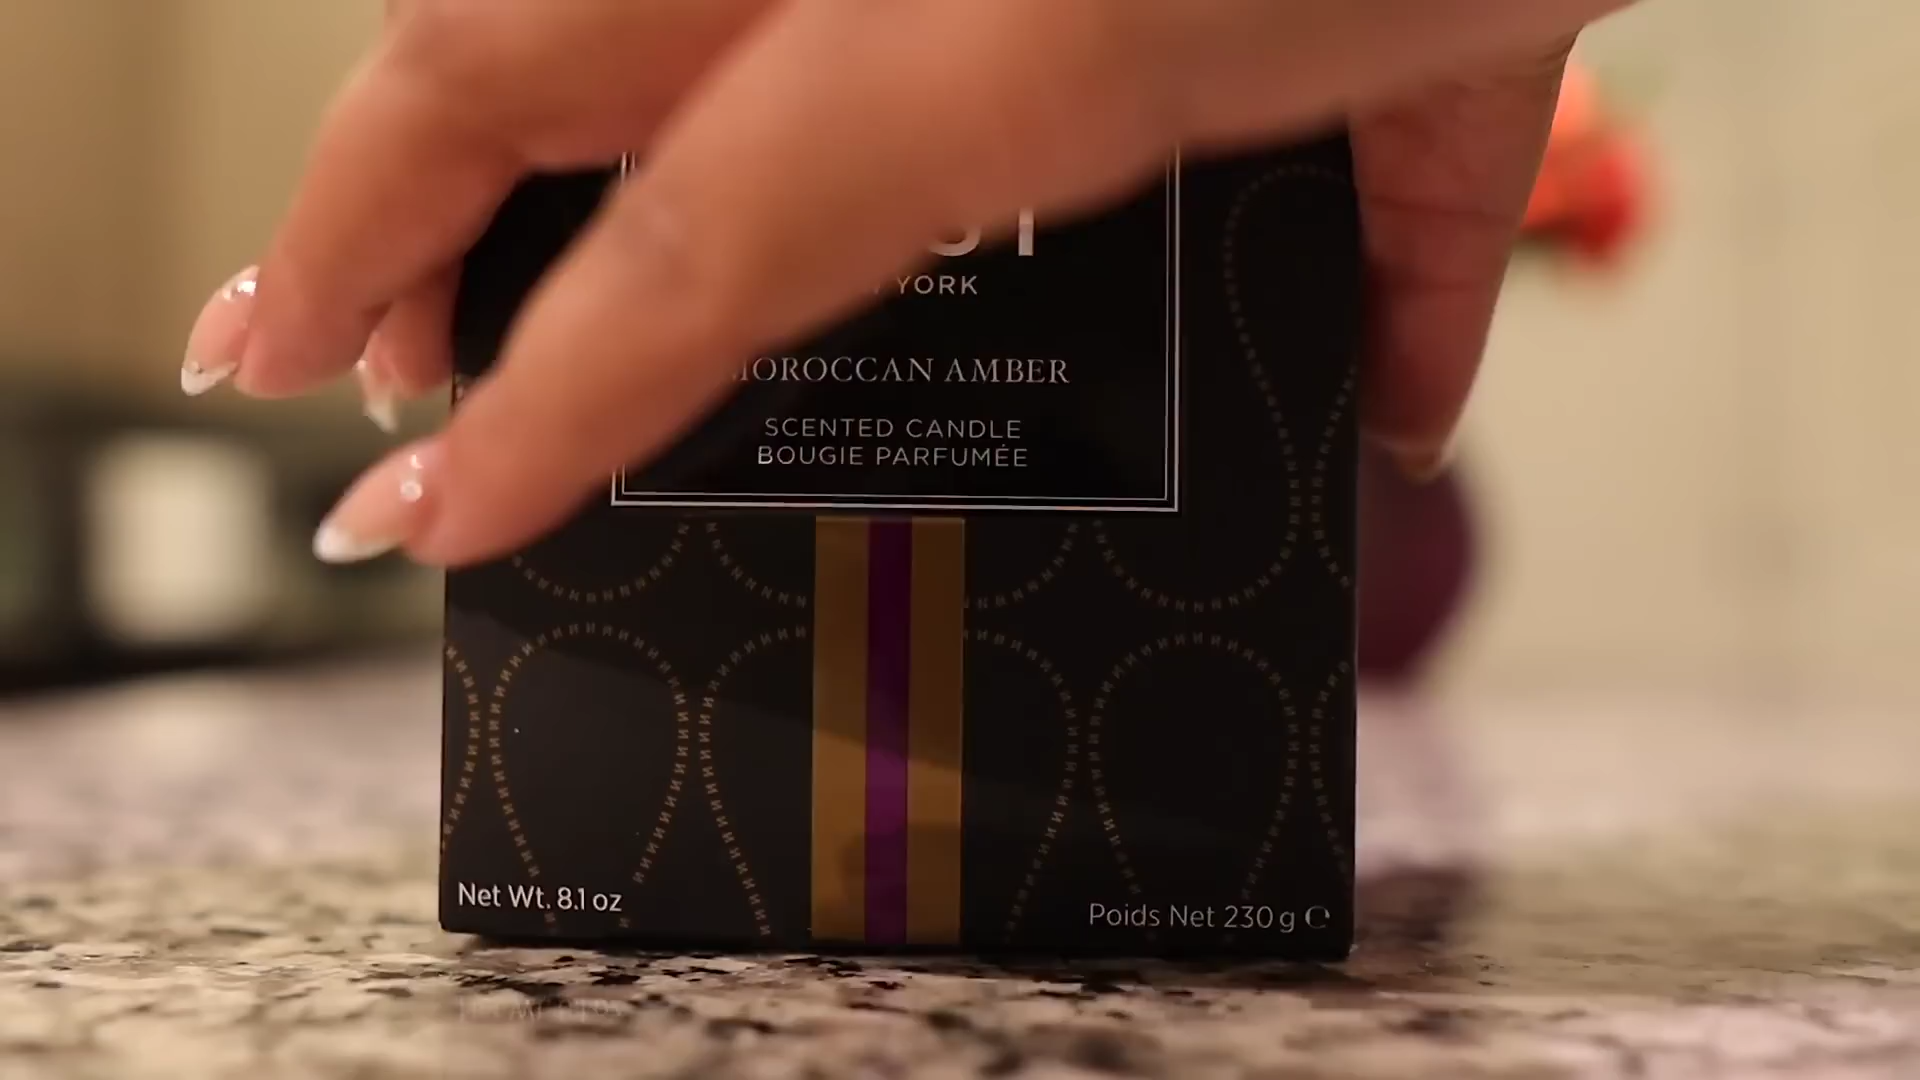 YORK
MOROCCAN AMBER
SCENTED CANDLE
BOUGIE PARFUMÉE
Net Wt. 8.1 oz
Poids Net 230 g ℮